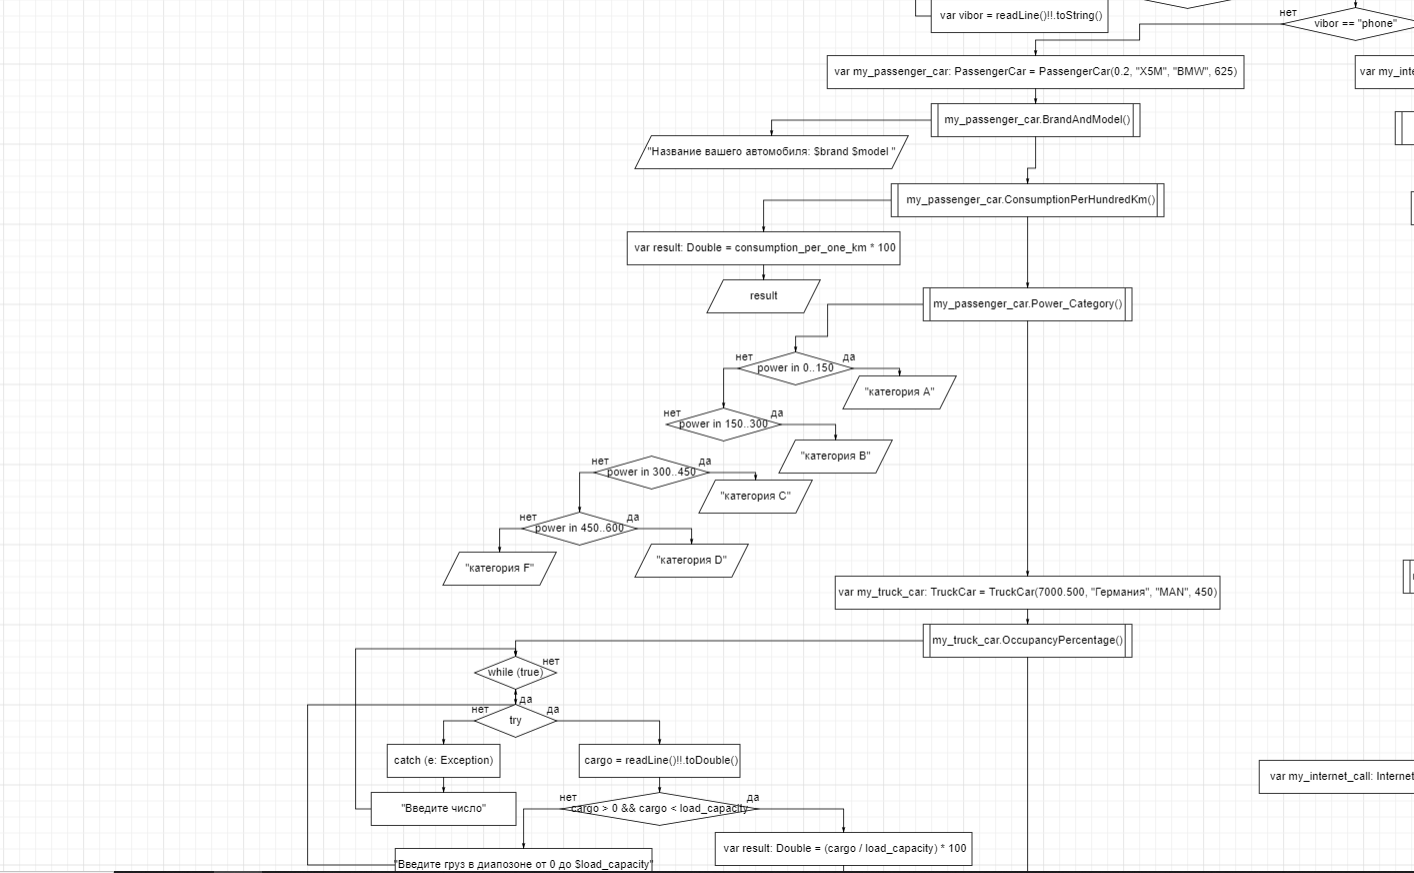 var vibor = readLine()!!.toString()
нет
vibor == "phone"
var my_passenger_car: PassengerCar = PassengerCar(0.2, "X5M", "BMW", 625)
var my_inte
my_passenger_car.BrandAndModel()
"Название вашего автомобиля: $brand $model "
my_passenger_car.ConsumptionPerHundredKm()
var result: Double = consumption_per_one_km * 100
result
my_passenger_car.Power_Category()
нет
да
power in 0..150
"категория A"
нет
да
power in 150..300
"категория B"
нет
да
power in 300..450
"категория C"
нет
да
power in 450..600
"категория D"
"категория F"
var my_truck_car: TruckCar = TruckCar(7000.500, "Германия", "MAN", 450)
my_truck_car.OccupancyPercentage()
нет
while (true)
да
нет
да
try
catch (e: Exception)
cargo = readLine()!!.toDouble()
var my_internet_call: Internet
"Введите число"
нет
да
cargo > 0 && cargo < load_capacity
var result: Double = (cargo / load_capacity) * 100
"Введите груз в диапозоне от 0 до $load_capacity"